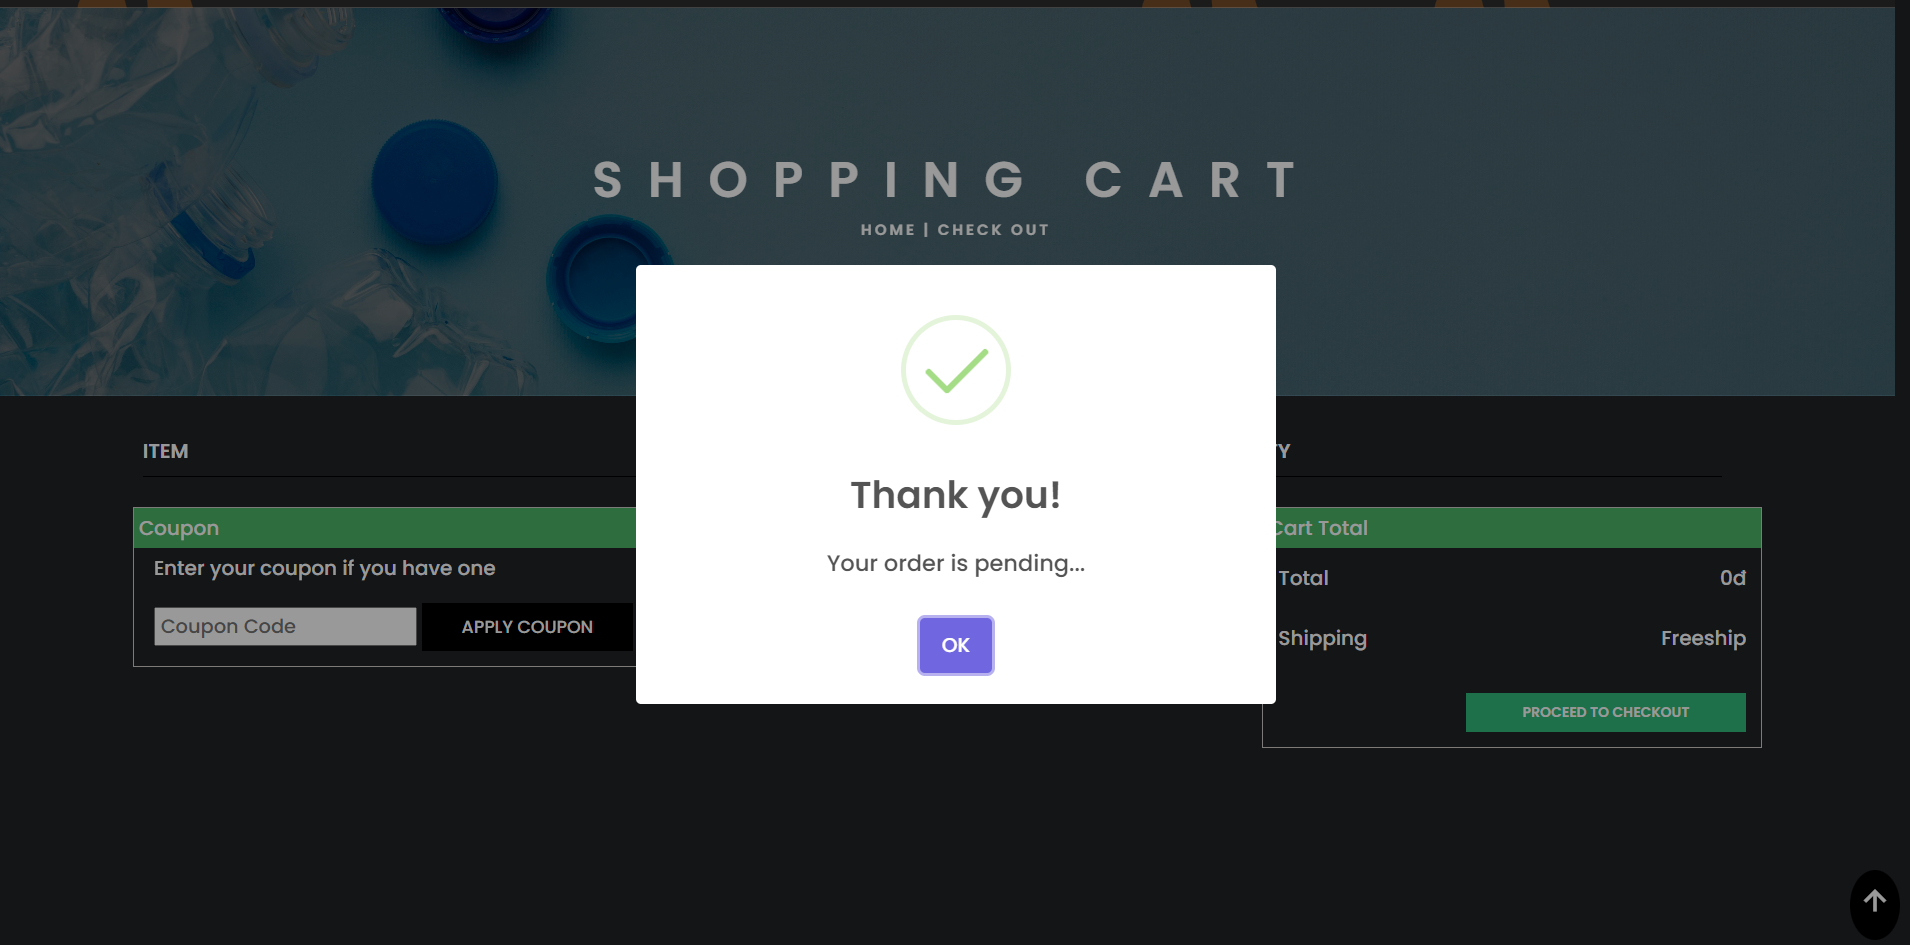 SHOPPING CART
HOME | CHECK OUT
Thank you!
Your order is pending...
OK
ITEM
Coupon
Enter your coupon if you have one
Coupon Code
APPLY COUPON
Cart Total
Total 0đ
Shipping Freeship
PROCEED TO CHECKOUT